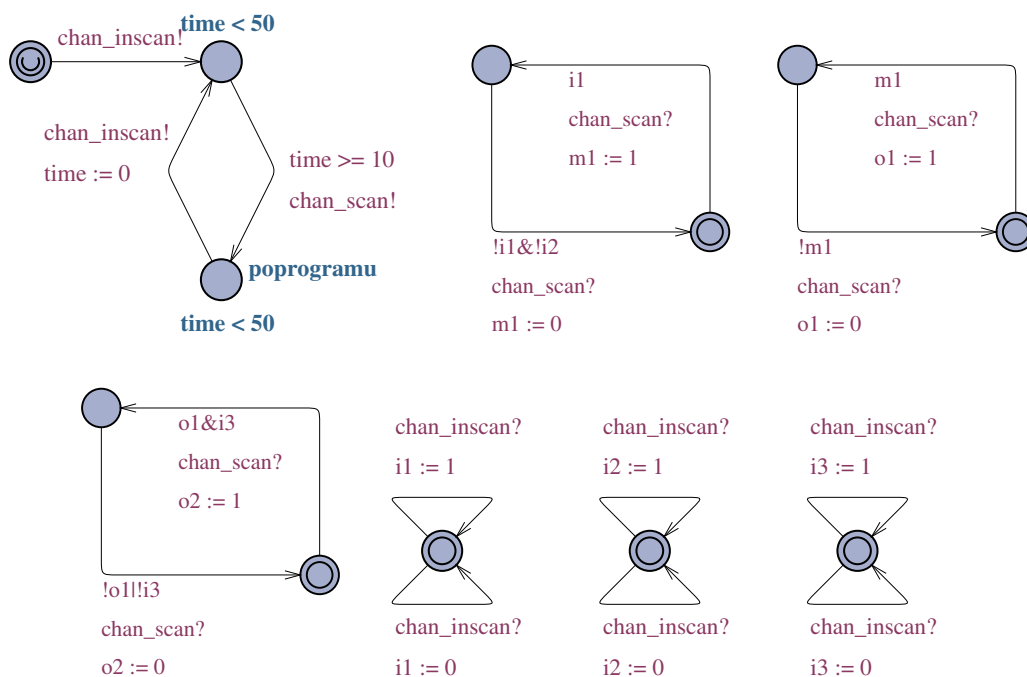 time < 50
chan_inscan!
chan_inscan!
time := 0
time >= 10
chan_scan!
poprogramu
time < 50
i1
chan_scan?
m1 := 1
!i1&!i2
chan_scan?
m1 := 0
m1
chan_scan?
o1 := 1
!m1
chan_scan?
o1 := 0
o1&i3
chan_scan?
o2 := 1
!o1|!i3
chan_scan?
o2 := 0
chan_inscan?
i1 := 1
chan_inscan?
i1 := 0
chan_inscan?
i2 := 1
chan_inscan?
i2 := 0
chan_inscan?
i3 := 1
chan_inscan?
i3 := 0